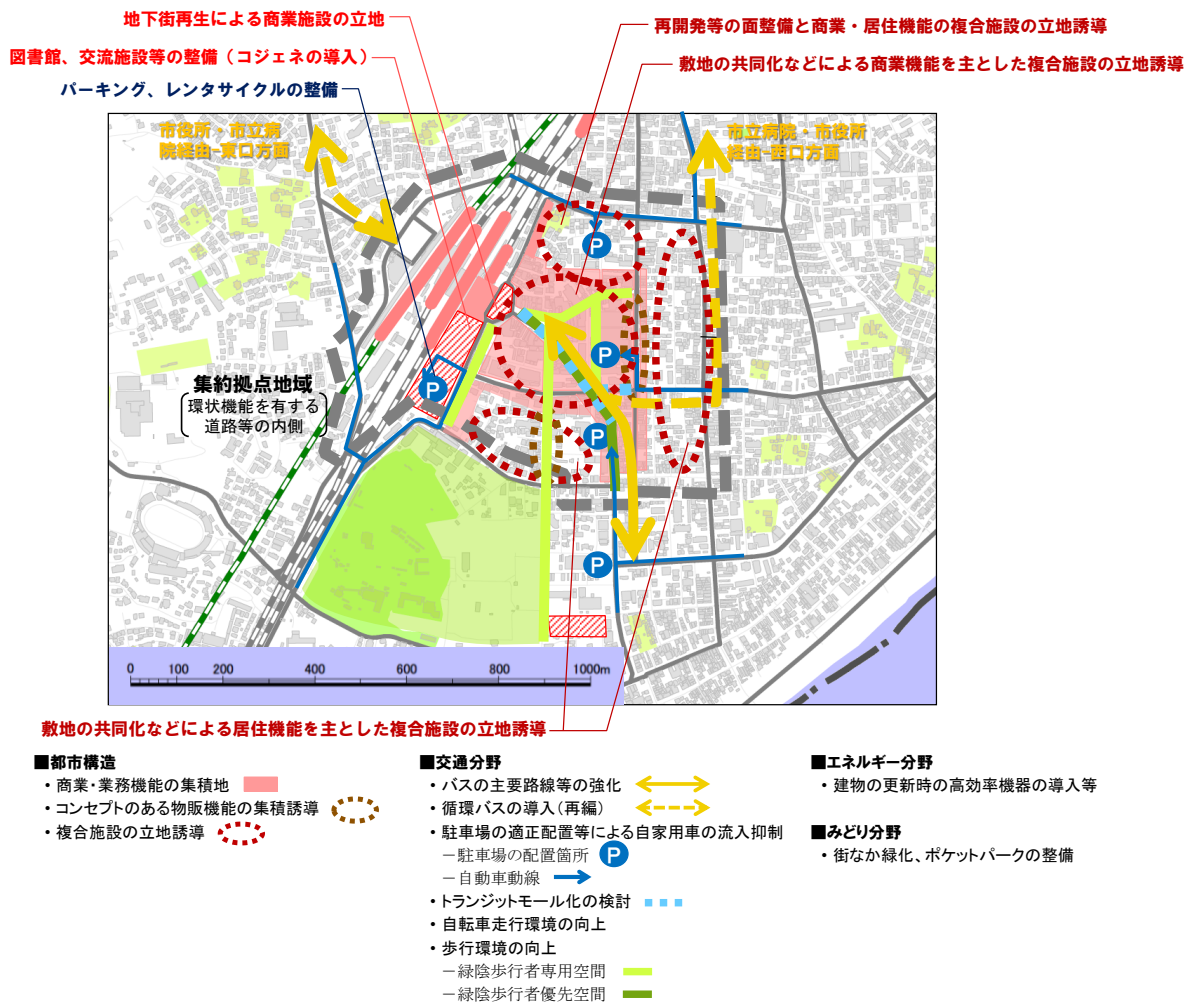 地下街再生による商業施設の立地
図書館、交流施設等の整備（コジェネの導入）
パーキング、レンタサイクルの整備
再開発等の面整備と商業・居住機能の複合施設の立地誘導
敷地の共同化などによる商業機能を主とした複合施設の立地誘導
市役所・市立病
院経由-東口方面
市立病院・市役所
経由-西口方面
P
P
P
P
P
集約拠点地域
環状機能を有する
道路等の内側
0 100 200 400 600 800 1000m
敷地の共同化などによる居住機能を主とした複合施設の立地誘導
■都市構造
・商業・業務機能の集積地
・コンセプトのある物販機能の集積誘導
・複合施設の立地誘導
■交通分野
・バスの主要路線等の強化
・循環バスの導入(再編)
・駐車場の適正配置等による自家用車の流入抑制
－駐車場の配置箇所 P
－自動車動線
・トランジットモール化の検討
・自転車走行環境の向上
・歩行環境の向上
－緑陰歩行者専用空間
－緑陰歩行者優先空間
■エネルギー分野
・建物の更新時の高効率機器の導入等
■みどり分野
・街なか緑化、ポケットパークの整備